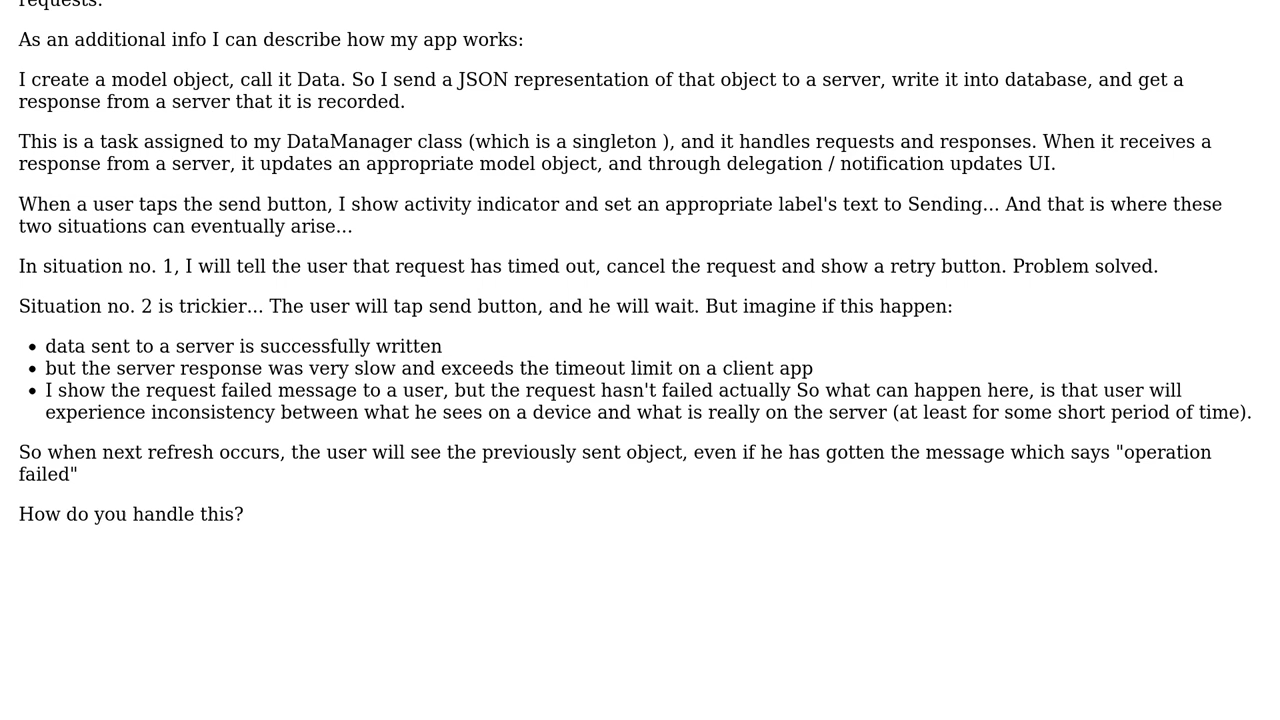 requests.
As an additional info I can describe how my app works:
I create a model object, call it Data. So I send a JSON representation of that object to a server, write it into database, and get a
response from a server that it is recorded.
This is a task assigned to my DataManager class (which is a singleton ), and it handles requests and responses. When it receives a
response from a server, it updates an appropriate model object, and through delegation / notification updates UI.
When a user taps the send button, I show activity indicator and set an appropriate label's text to Sending... And that is where these
two situations can eventually arise...
In situation no. 1, I will tell the user that request has timed out, cancel the request and show a retry button. Problem solved.
Situation no. 2 is trickier... The user will tap send button, and he will wait. But imagine if this happen:
• data sent to a server is successfully written
• but the server response was very slow and exceeds the timeout limit on a client app
• I show the request failed message to a user, but the request hasn't failed actually So what can happen here, is that user will
experience inconsistency between what he sees on a device and what is really on the server (at least for some short period of time).
So when next refresh occurs, the user will see the previously sent object, even if he has gotten the message which says "operation
failed"
How do you handle this?